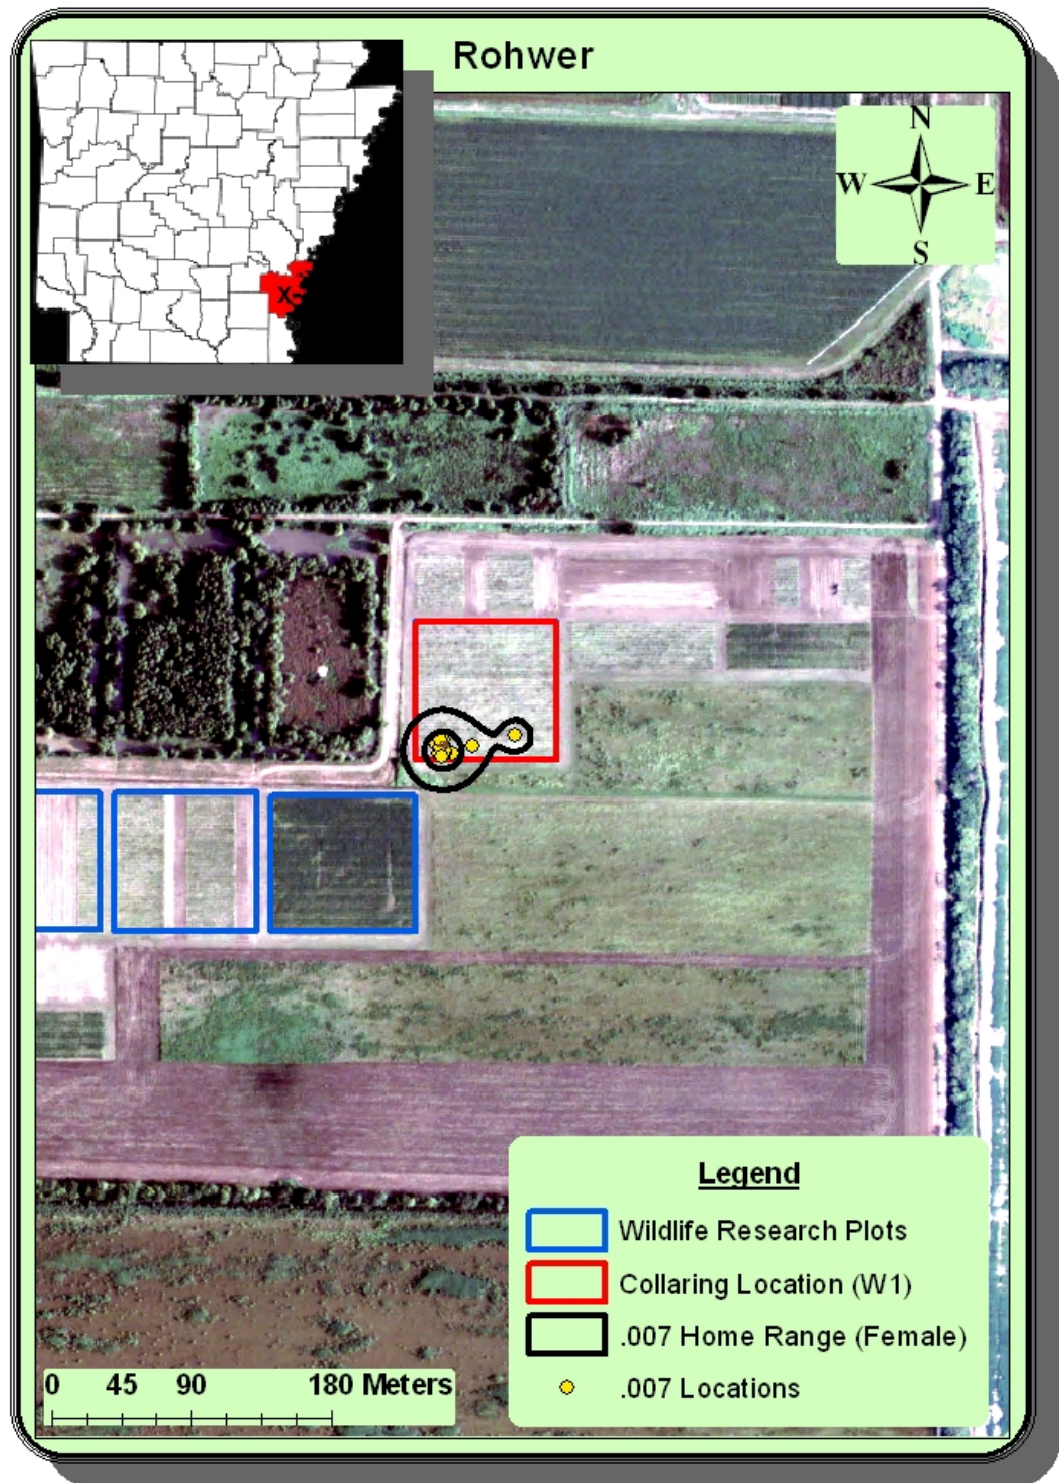 Rohwer
N
W E
S
X
Legend
Wildlife Research Plots
Collaring Location (W1)
.007 Home Range (Female)
.007 Locations
0 45 90 180 Meters